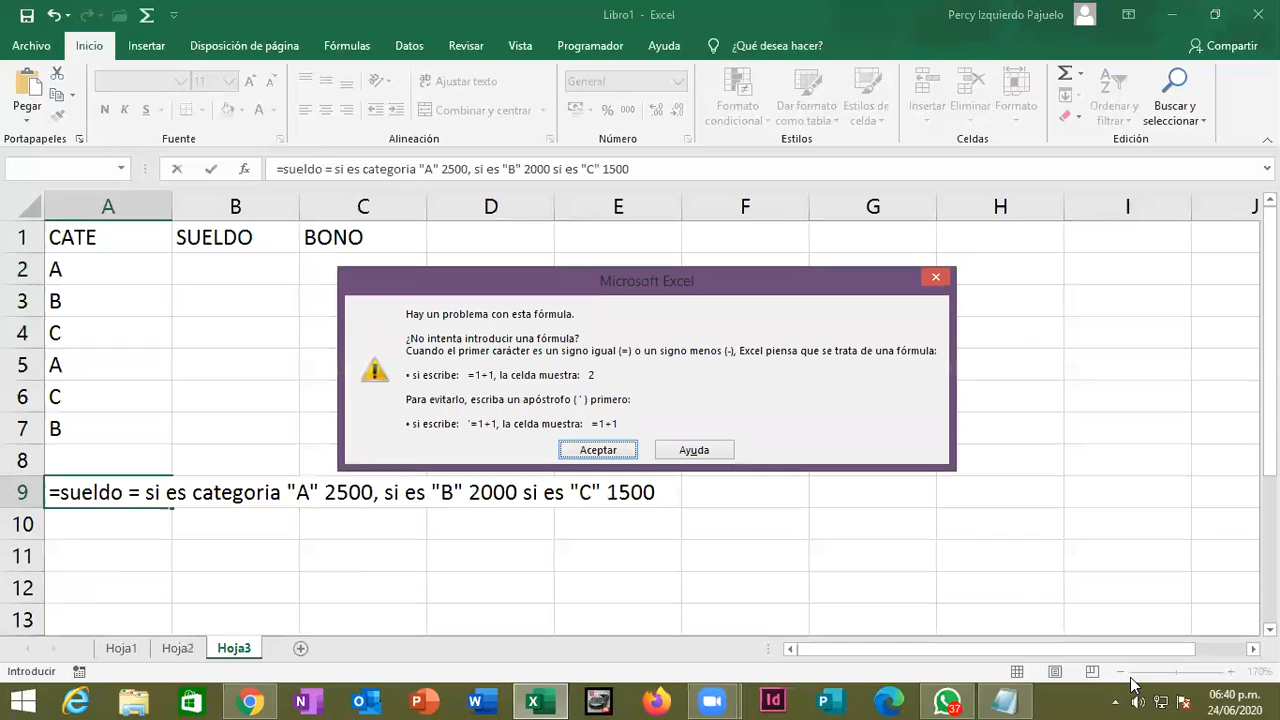 Libro1 - Excel
Percy Izquierdo Pajuelo
Archivo Inicio Insertar Disposición de página Fórmulas Datos Revisar Vista Programador Ayuda ¿Qué desea hacer? Compartir
Pegar
11
N K S
Ajustar texto
Combinar y centrar
General
% 000
Formato condicional
Dar formato como tabla
Estilos de celda
Insertar Eliminar Formato
Ordenar y filtrar
Buscar y seleccionar
Portapapeles Fuente Alineación Número Estilos Celdas Edición
fx =sueldo = si es categoria "A" 2500, si es "B" 2000 si es "C" 1500
A B C D E F G H I J
1 CATE SUELDO BONO
2 A
3 B
4 C
5 A
6 C
7 B
8
9 =sueldo = si es categoria "A" 2500, si es "B" 2000 si es "C" 1500
10
11
12
13
Microsoft Excel
Hay un problema con esta fórmula.
¿No intenta introducir una fórmula?
Cuando el primer carácter es un signo igual (=) o un signo menos (-), Excel piensa que se trata de una fórmula:
• si escribe: =1+1, la celda muestra: 2
Para evitarlo, escriba un apóstrofo ( ' ) primero:
• si escribe: '=1+1, la celda muestra: =1+1
Aceptar Ayuda
Hoja1 Hoja2 Hoja3
Introducir
170%
37
06:40 p.m.
24/06/2020